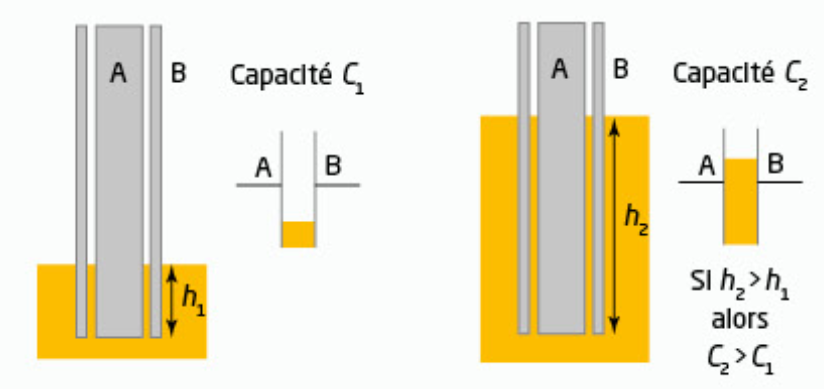 A
B
Capacité C₁
A
B
h₁
A
B
Capacité C₂
A
B
h₂
Si h₂ > h₁
alors
C₂ > C₁